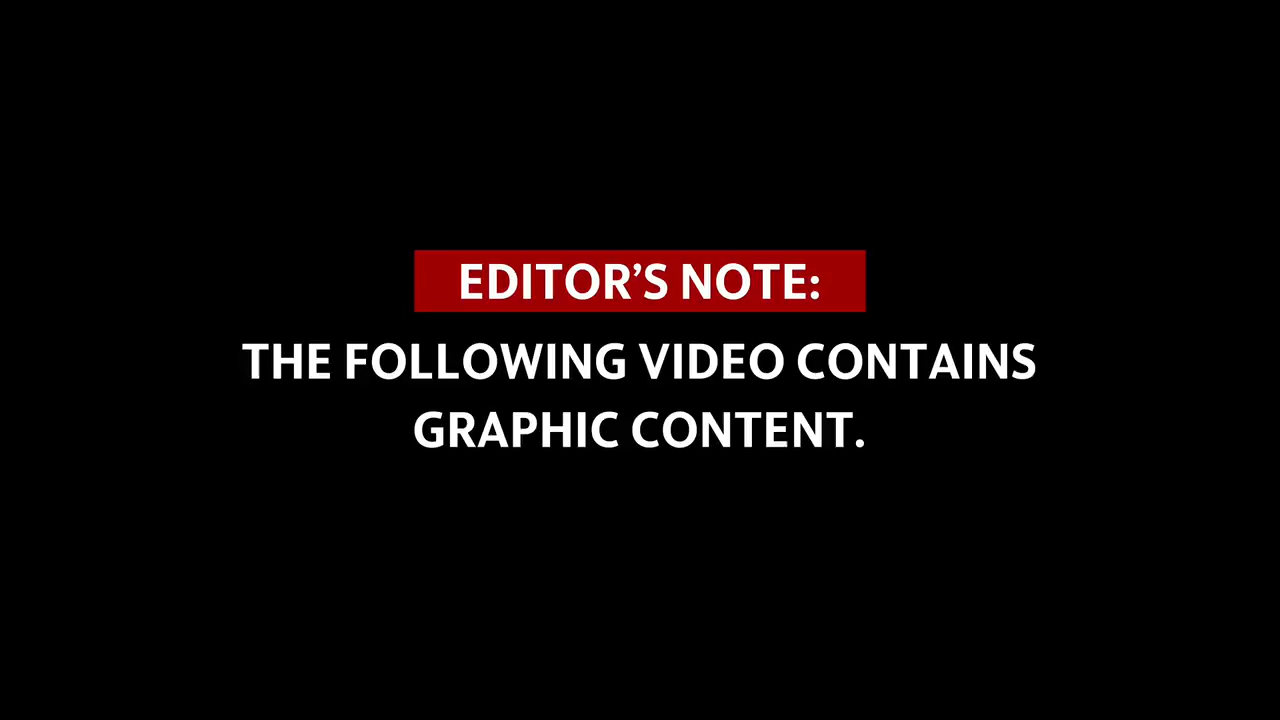 EDITOR’S NOTE:
THE FOLLOWING VIDEO CONTAINS
GRAPHIC CONTENT.